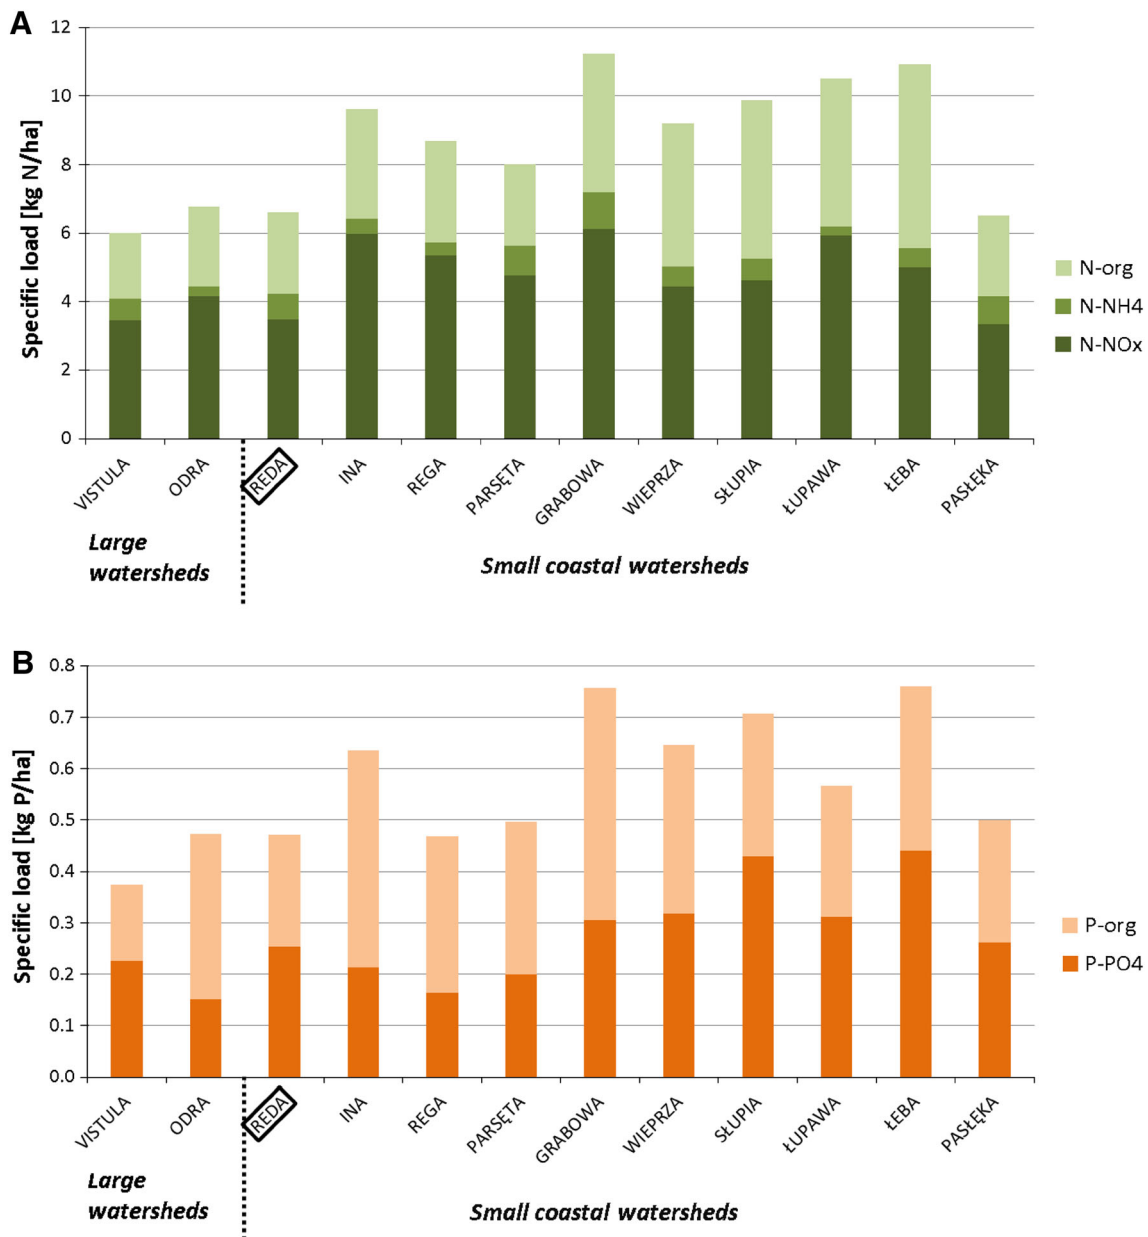 A
Specific load [kg N/ha]
12
10
8
6
4
2
0
N-org
N-NH4
N-NOx
VISTULA
ODRA
REDA
INA
REGA
PARSĘTA
GRABOWA
WIEPRZA
SŁUPIA
ŁUPAWA
ŁEBA
PASŁĘKA
Large
watersheds
Small coastal watersheds
B
Specific load [kg P/ha]
0.8
0.7
0.6
0.5
0.4
0.3
0.2
0.1
0.0
P-org
P-PO4
VISTULA
ODRA
REDA
INA
REGA
PARSĘTA
GRABOWA
WIEPRZA
SŁUPIA
ŁUPAWA
ŁEBA
PASŁĘKA
Large
watersheds
Small coastal watersheds